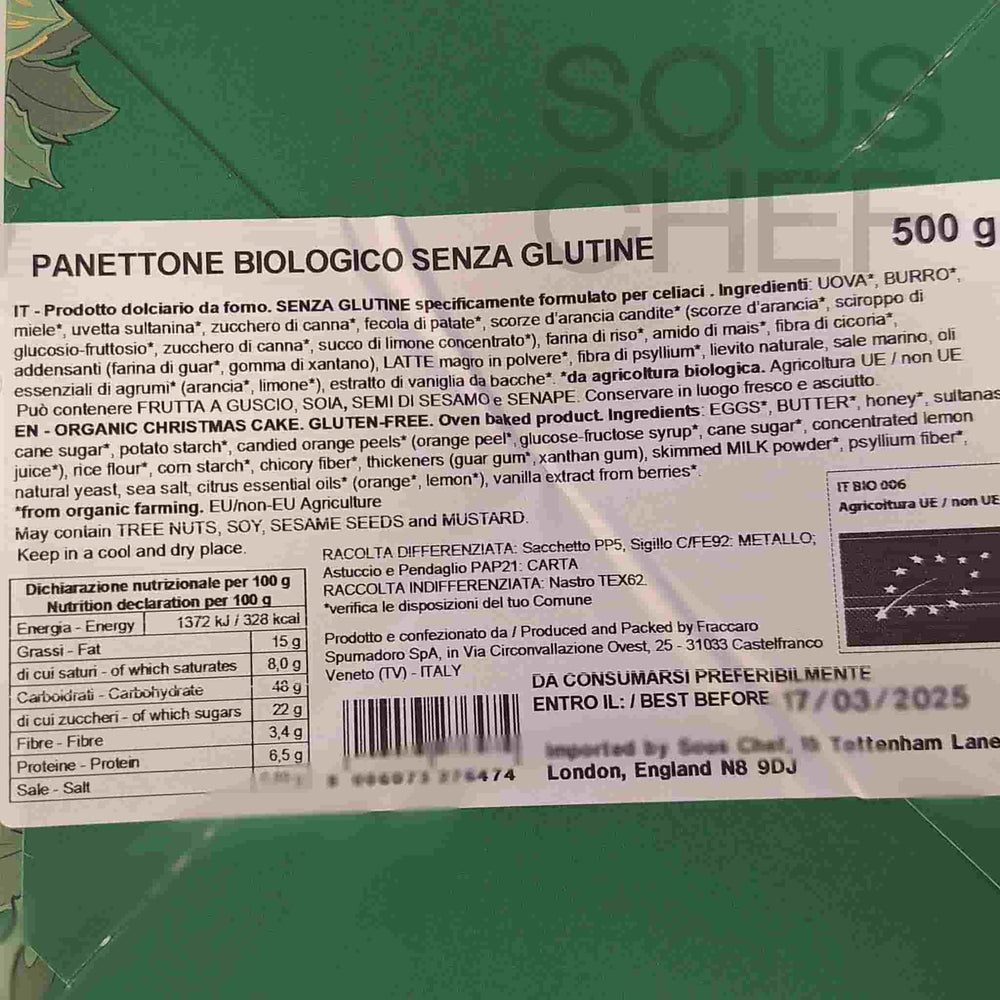 SOUS
CHEF
PANETTONE BIOLOGICO SENZA GLUTINE
500 g
IT - Prodotto dolciario da forno. SENZA GLUTINE specificamente formulato per celiaci . Ingredienti: UOVA*, BURRO*,
miele*, uvetta sultanina*, zucchero di canna*, fecola di patate*, scorze d'arancia candite* (scorze d'arancia*, sciroppo di
glucosio-fruttosio*, zucchero di canna*, succo di limone concentrato*), farina di riso*, amido di mais*, fibra di cicoria*,
addensanti (farina di guar*, gomma di xantano), LATTE magro in polvere*, fibra di psyllium*, lievito naturale, sale marino, oli
essenziali di agrumi* (arancia*, limone*), estratto di vaniglia da bacche*. *da agricoltura biologica. Agricoltura UE / non UE
Può contenere FRUTTA A GUSCIO, SOIA, SEMI DI SESAMO e SENAPE. Conservare in luogo fresco e asciutto.
EN - ORGANIC CHRISTMAS CAKE. GLUTEN-FREE. Oven baked product. Ingredients: EGGS*, BUTTER*, honey*, sultanas
cane sugar*, potato starch*, candied orange peels* (orange peel*, glucose-fructose syrup*, cane sugar*, concentrated lemon
juice*), rice flour*, corn starch*, chicory fiber*, thickeners (guar gum*, xanthan gum), skimmed MILK powder*, psyllium fiber*,
natural yeast, sea salt, citrus essential oils* (orange*, lemon*), vanilla extract from berries*.
*from organic farming. EU/non-EU Agriculture
May contain TREE NUTS, SOY, SESAME SEEDS and MUSTARD.
Keep in a cool and dry place.
IT BIO 006
Agricoltura UE / non UE
Dichiarazione nutrizionale per 100 g
Nutrition declaration per 100 g
Energia - Energy 1372 kJ / 328 kcal
Grassi - Fat 15 g
di cui saturi - of which saturates 8,0 g
Carboidrati - Carbohydrate 48 g
di cui zuccheri - of which sugars 22 g
Fibre - Fibre 3,4 g
Proteine - Protein 6,5 g
Sale - Salt
RACOLTA DIFFERENZIATA: Sacchetto PP5, Sigillo C/FE92: METALLO;
Astuccio e Pendaglio PAP21: CARTA
RACCOLTA INDIFFERENZIATA: Nastro TEX62.
*verifica le disposizioni del tuo Comune
Prodotto e confezionato da / Produced and Packed by Fraccaro
Spumadoro SpA, in Via Circonvallazione Ovest, 25 - 31033 Castelfranco
Veneto (TV) - ITALY
DA CONSUMARSI PREFERIBILMENTE
ENTRO IL: / BEST BEFORE 17/03/2025
Imported by Sous Chef, Tottenham Lane
London, England N8 9DJ